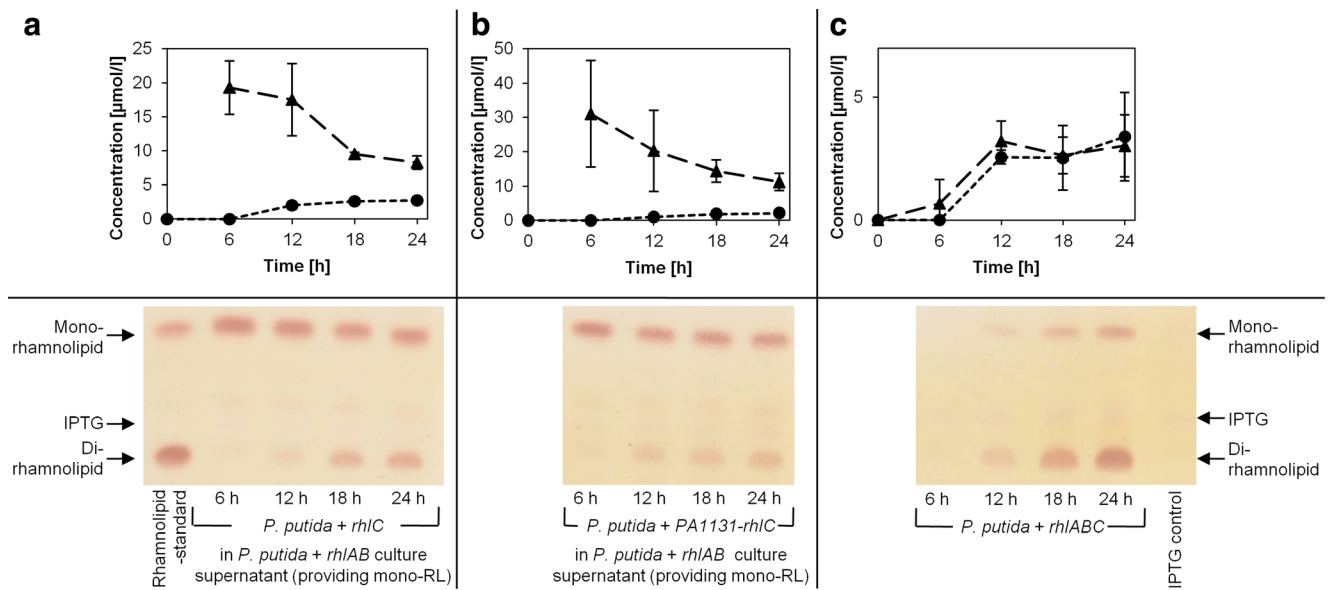 a
25
20
15
10
5
0
Concentration [µmol/l]
0 6 12 18 24
Time [h]
b
50
40
30
20
10
0
Concentration [µmol/l]
0 6 12 18 24
Time [h]
c
5
0
Concentration [µmol/l]
0 6 12 18 24
Time [h]
Mono-
rhamnolipid
IPTG
Di-
rhamnolipid
Rhamnolipid
-standard
6 h 12 h 18 h 24 h
P. putida + rhlC
in P. putida + rhlAB culture
supernatant (providing mono-RL)
6 h 12 h 18 h 24 h
P. putida + PA1131-rhlC
in P. putida + rhlAB culture
supernatant (providing mono-RL)
6 h 12 h 18 h 24 h
P. putida + rhlABC
IPTG control
Mono-
rhamnolipid
IPTG
Di-
rhamnolipid